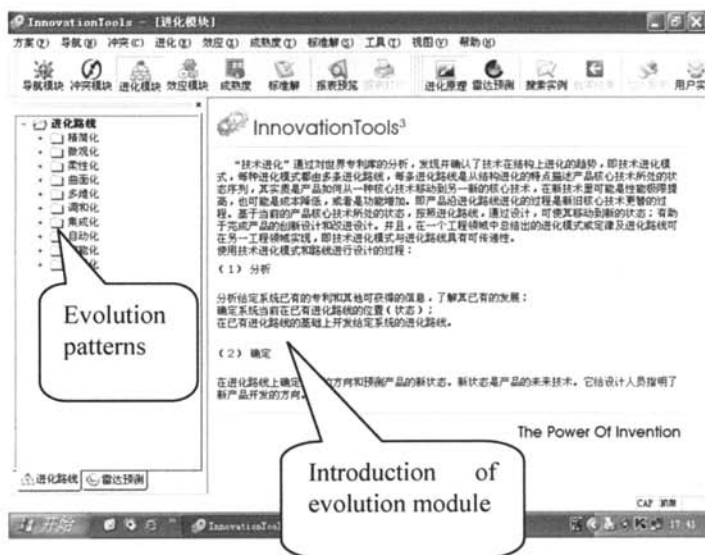 InnovationTools - [进化模块]
方案(P) 导航(N) 冲突(C) 进化(E) 效应(E) 成熟度(T) 标准解(S) 工具(T) 视图(V) 帮助(H)
导航模块 冲突模块 进化模块 效应模块 成熟度 标准解 报表预览 进化原理 雷达预测 搜索实例 用户实
进化路线
精简化
微观化
柔性化
曲面化
多维化
调和化
集成化
自动化
Evolution
patterns
进化路线 雷达预测
InnovationTools³
“技术进化”通过对世界专利库的分析，发现并确认了技术在结构上进化的趋势，即技术进化模
式，每种进化模式都由多条进化路线，每条进化路线是从结构进化的特点描述产品核心技术所处的状
态序列，其实质是产品如何从一种核心技术移动到另一新的核心技术，在新技术里可能是性能极限提
高，也可能是成本降低，或者是功能增加。即产品沿进化路线进化的过程是新旧核心技术更替的过
程。基于当前的产品核心技术所处的状态，按照进化路线，通过设计，可使其移动到新的状态：有助
于完成产品的创新设计和改进设计。并且，在一个工程领域中总结出的进化模式或定律及进化路线可
在另一工程领域实现，即技术进化模式与进化路线具有可传递性。
使用技术进化模式和路线进行设计的过程：
(1) 分析
分析给定系统已有的专利和其他可获得的信息，了解其已有的发展：
确定系统当前在已有进化路线的位置(状态)：
在已有进化路线的基础上开发给定系统的进化路线。
(2) 确定
在进化路线上确定 的方向和预测产品的新状态。新状态是产品的未来技术。它给设计人员指明了
新产品开发的方向。
The Power Of Invention
Introduction of
evolution module
CAP
开始 InnovationTool 17:41